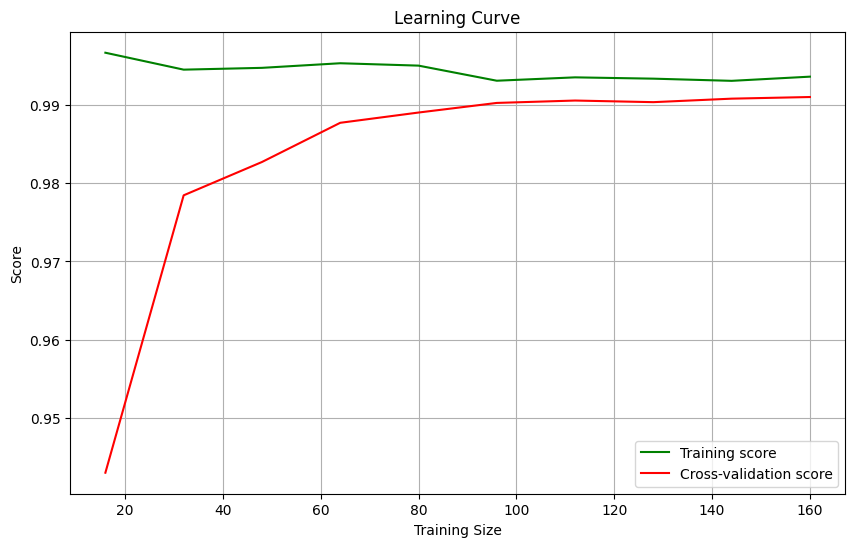 Learning Curve
Score
0.99
0.98
0.97
0.96
0.95
20 40 60 80 100 120 140 160
Training Size
Training score
Cross-validation score